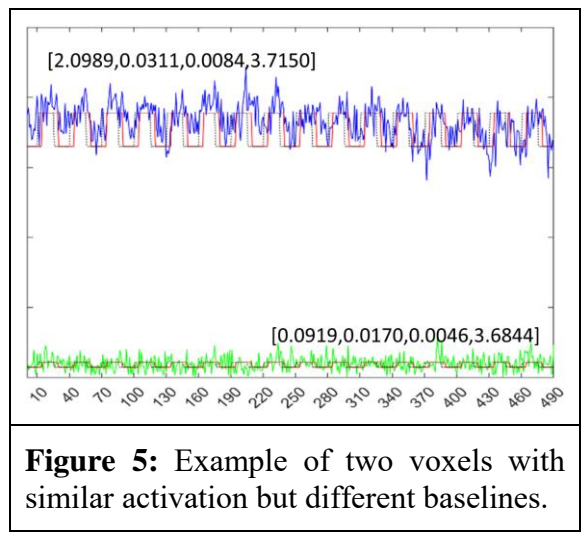 [2.0989,0.0311,0.0084,3.7150]
[0.0919,0.0170,0.0046,3.6844]
10 40 70 100 130 160 190 220 250 280 310 340 370 400 430 460 490
Figure 5: Example of two voxels with
similar activation but different baselines.